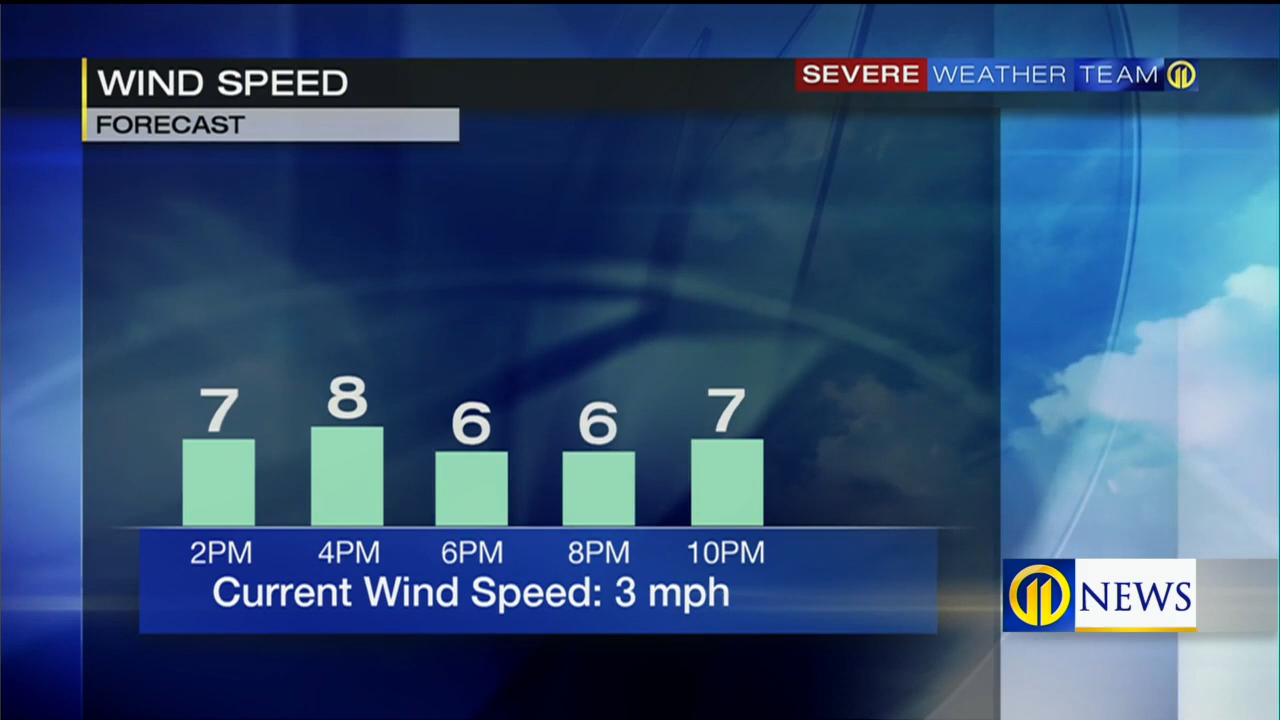 WIND SPEED
FORECAST
SEVERE WEATHER TEAM 11
7 8 6 6 7
2PM 4PM 6PM 8PM 10PM
Current Wind Speed: 3 mph
11 NEWS